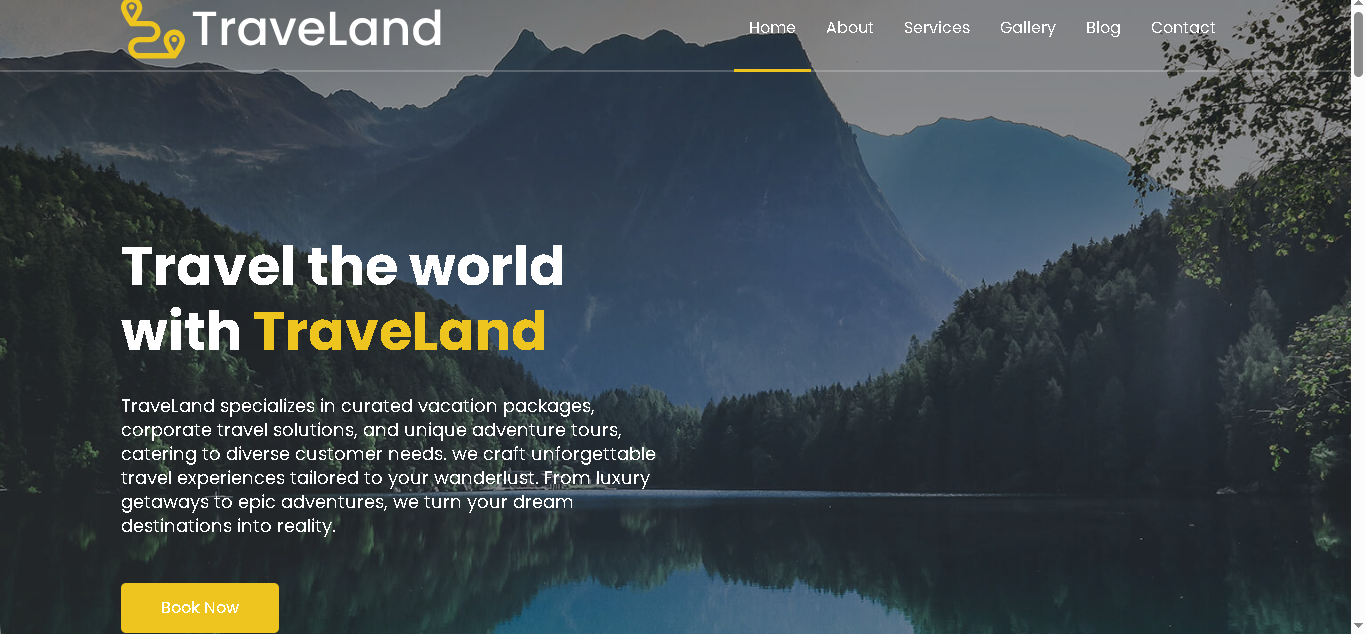 TraveLand
Home About Services Gallery Blog Contact
Travel the world
with TraveLand
TraveLand specializes in curated vacation packages,
corporate travel solutions, and unique adventure tours,
catering to diverse customer needs. we craft unforgettable
travel experiences tailored to your wanderlust. From luxury
getaways to epic adventures, we turn your dream
destinations into reality.
Book Now